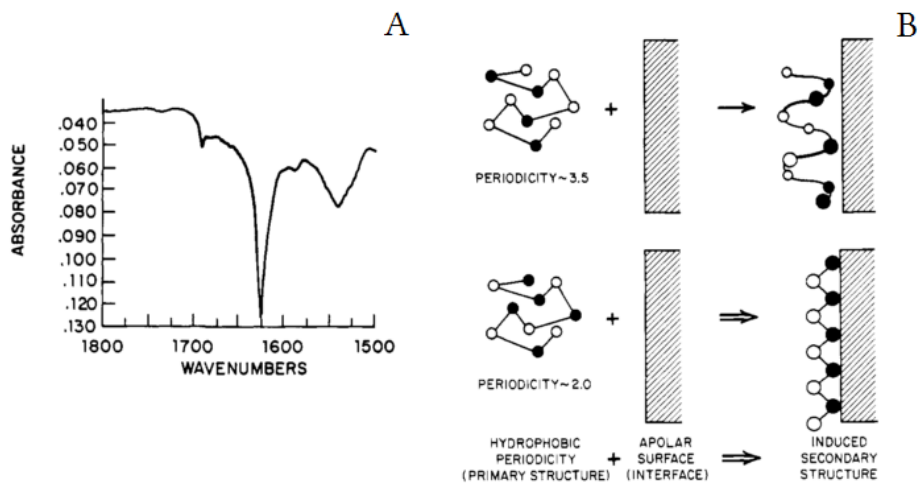 A
B
ABSORBANCE
.040
.050
.060
.070
.080
.090
.100
.110
.120
.130
1800
1700
1600
1500
WAVENUMBERS
+
PERIODICITY~3.5
+
PERIODICITY~2.0
HYDROPHOBIC
PERIODICITY
(PRIMARY STRUCTURE)
+
APOLAR
SURFACE
(INTERFACE)
⇒
INDUCED
SECONDARY
STRUCTURE